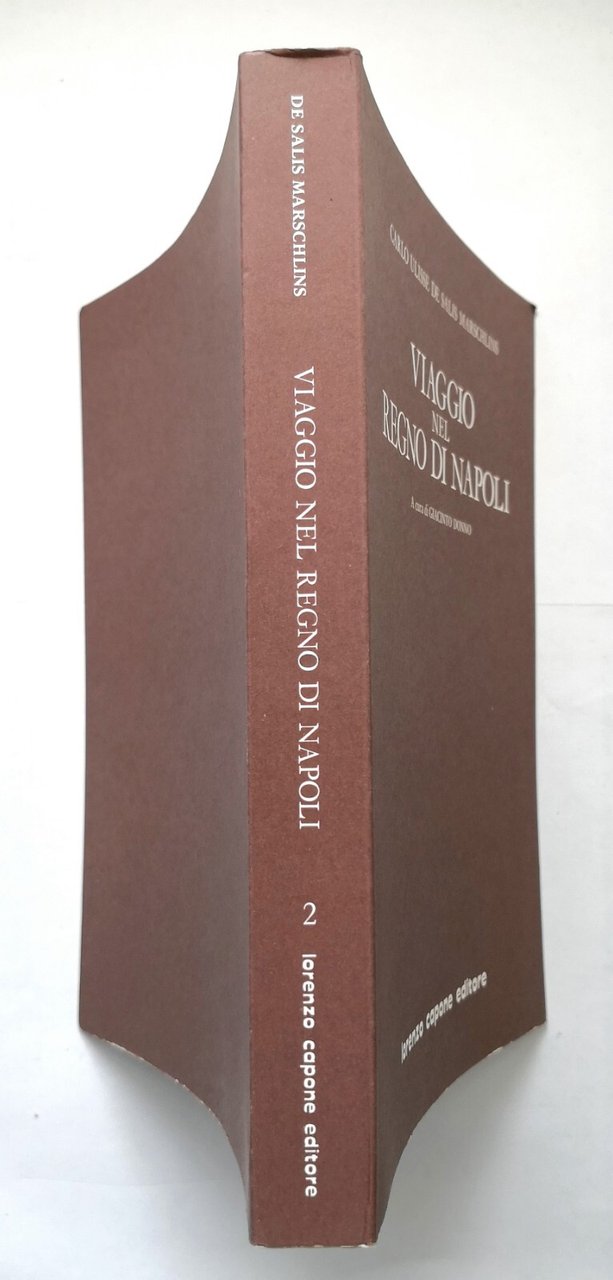 DE SALIS MARSCHLINS
VIAGGIO NEL REGNO DI NAPOLI
2
lorenzo capone editore
CARLO ULISSE DE SALIS MARSCHLINS
VIAGGIO
NEL
REGNO DI NAPOLI
A cura di GIACINTO DONNO
lorenzo capone editore